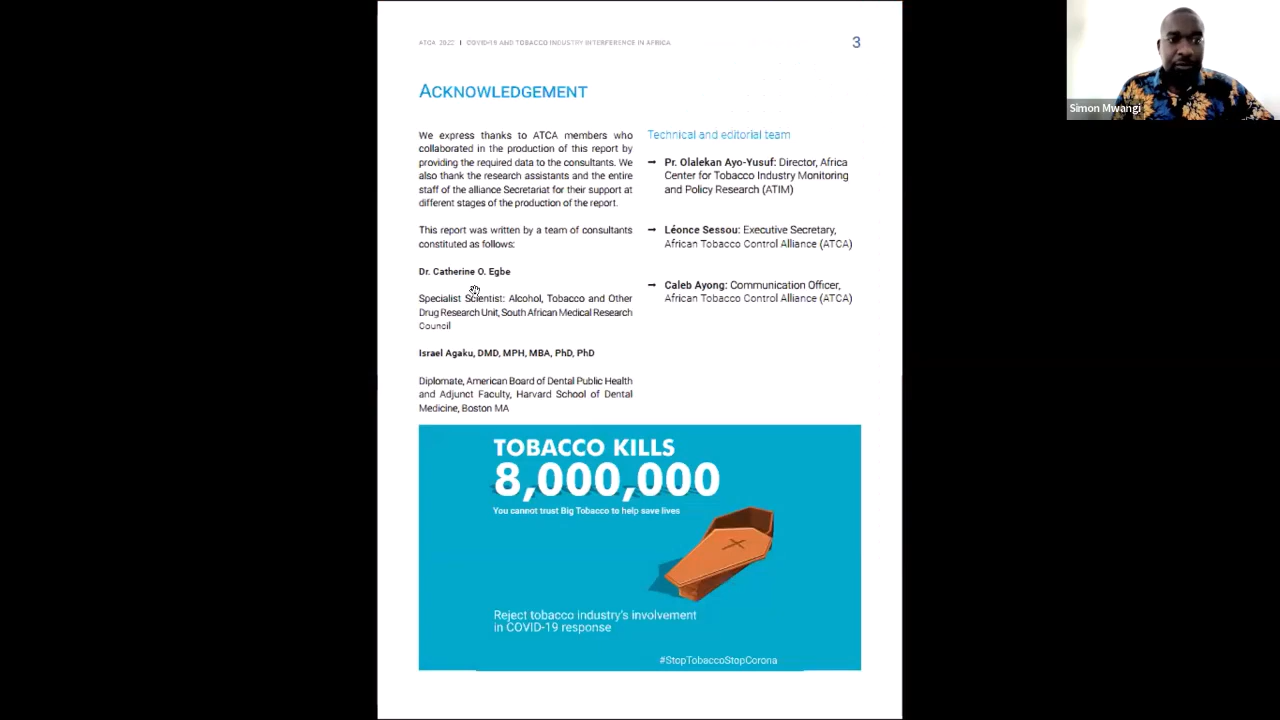 ATCA 2022 | COVID-19 AND TOBACCO INDUSTRY INTERFERENCE IN AFRICA
3
ACKNOWLEDGEMENT
We express thanks to ATCA members who
collaborated in the production of this report by
providing the required data to the consultants. We
also thank the research assistants and the entire
staff of the alliance Secretariat for their support at
different stages of the production of the report.
This report was written by a team of consultants
constituted as follows:
Dr. Catherine O. Egbe
Specialist Scientist: Alcohol, Tobacco and Other
Drug Research Unit, South African Medical Research
Council
Israel Agaku, DMD, MPH, MBA, PhD, PhD
Diplomate, American Board of Dental Public Health
and Adjunct Faculty, Harvard School of Dental
Medicine, Boston MA
Technical and editorial team
→ Pr. Olalekan Ayo-Yusuf: Director, Africa
Center for Tobacco Industry Monitoring
and Policy Research (ATIM)
→ Léonce Sessou: Executive Secretary,
African Tobacco Control Alliance (ATCA)
→ Caleb Ayong: Communication Officer,
African Tobacco Control Alliance (ATCA)
TOBACCO KILLS
8,000,000
You cannot trust Big Tobacco to help save lives
Reject tobacco industry's involvement
in COVID-19 response
#StopTobaccoStopCorona
Simon Mwangi